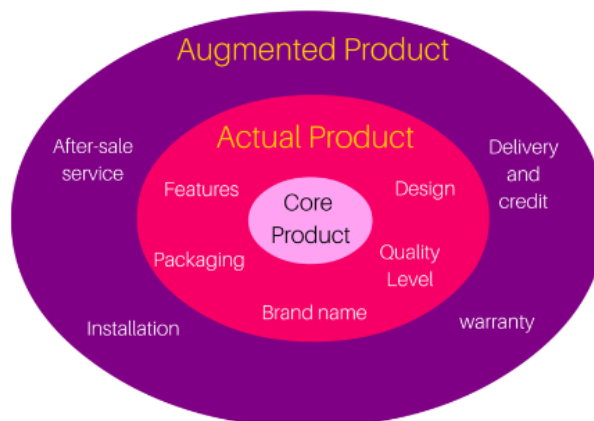 Augmented Product
Actual Product
After-sale
service
Delivery
and
credit
Features
Design
Core
Product
Packaging
Quality
Level
Brand name
Installation
warranty